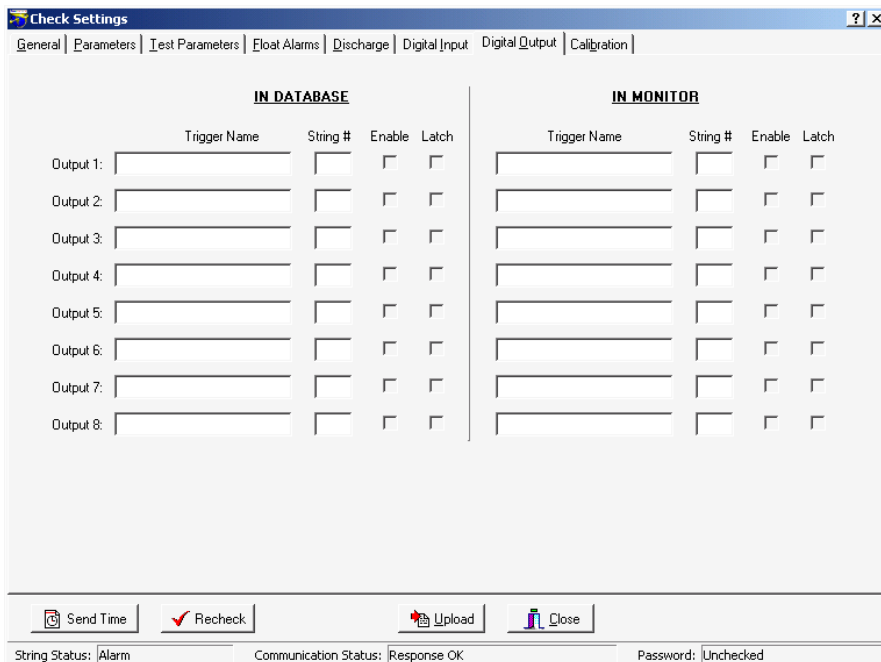 Check Settings
General Parameters Test Parameters Float Alarms Discharge Digital Input Digital Output Calibration
IN DATABASE IN MONITOR
Trigger Name String # Enable Latch Trigger Name String # Enable Latch
Output 1:
Output 2:
Output 3:
Output 4:
Output 5:
Output 6:
Output 7:
Output 8:
Send Time Recheck Upload Close
String Status: Alarm Communication Status: Response OK Password: Unchecked